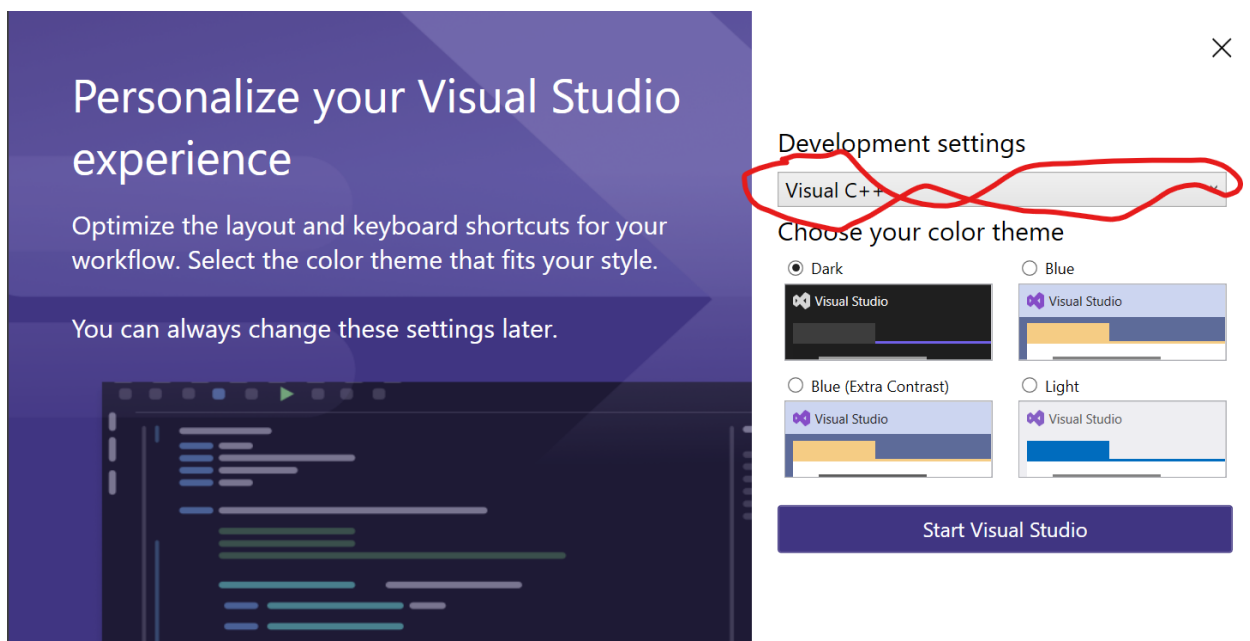 Personalize your Visual Studio
experience
Optimize the layout and keyboard shortcuts for your
workflow. Select the color theme that fits your style.
You can always change these settings later.
Development settings
Visual C++
Choose your color theme
Dark
Blue
Visual Studio
Visual Studio
Blue (Extra Contrast)
Light
Visual Studio
Visual Studio
Start Visual Studio